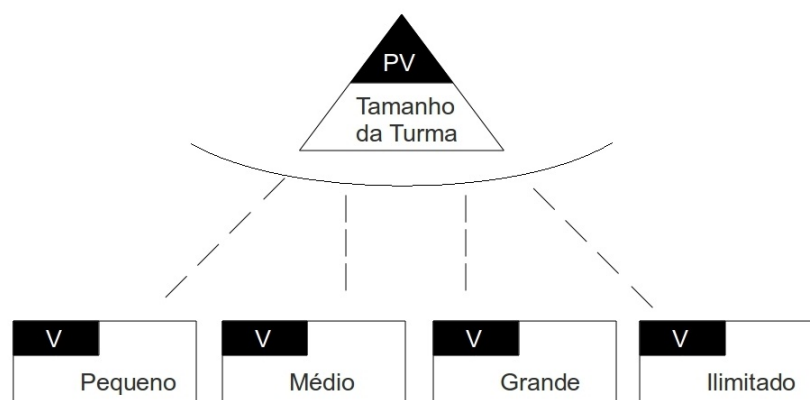 PV
Tamanho
da Turma
V
V
V
V
Pequeno
Médio
Grande
Ilimitado